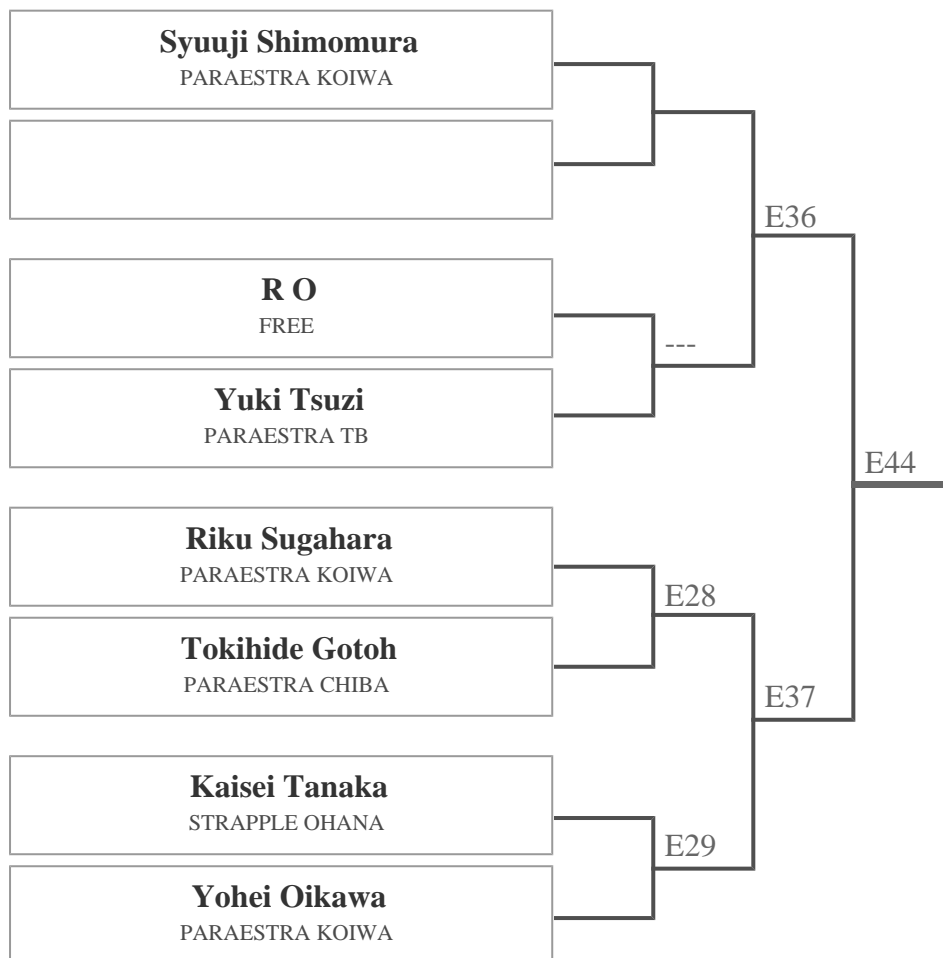 Syuuji Shimomura
PARAESTRA KOIWA
E36
R O
FREE
---
Yuki Tsuzi
PARAESTRA TB
E44
Riku Sugahara
PARAESTRA KOIWA
E28
Tokihide Gotoh
PARAESTRA CHIBA
E37
Kaisei Tanaka
STRAPPLE OHANA
E29
Yohei Oikawa
PARAESTRA KOIWA